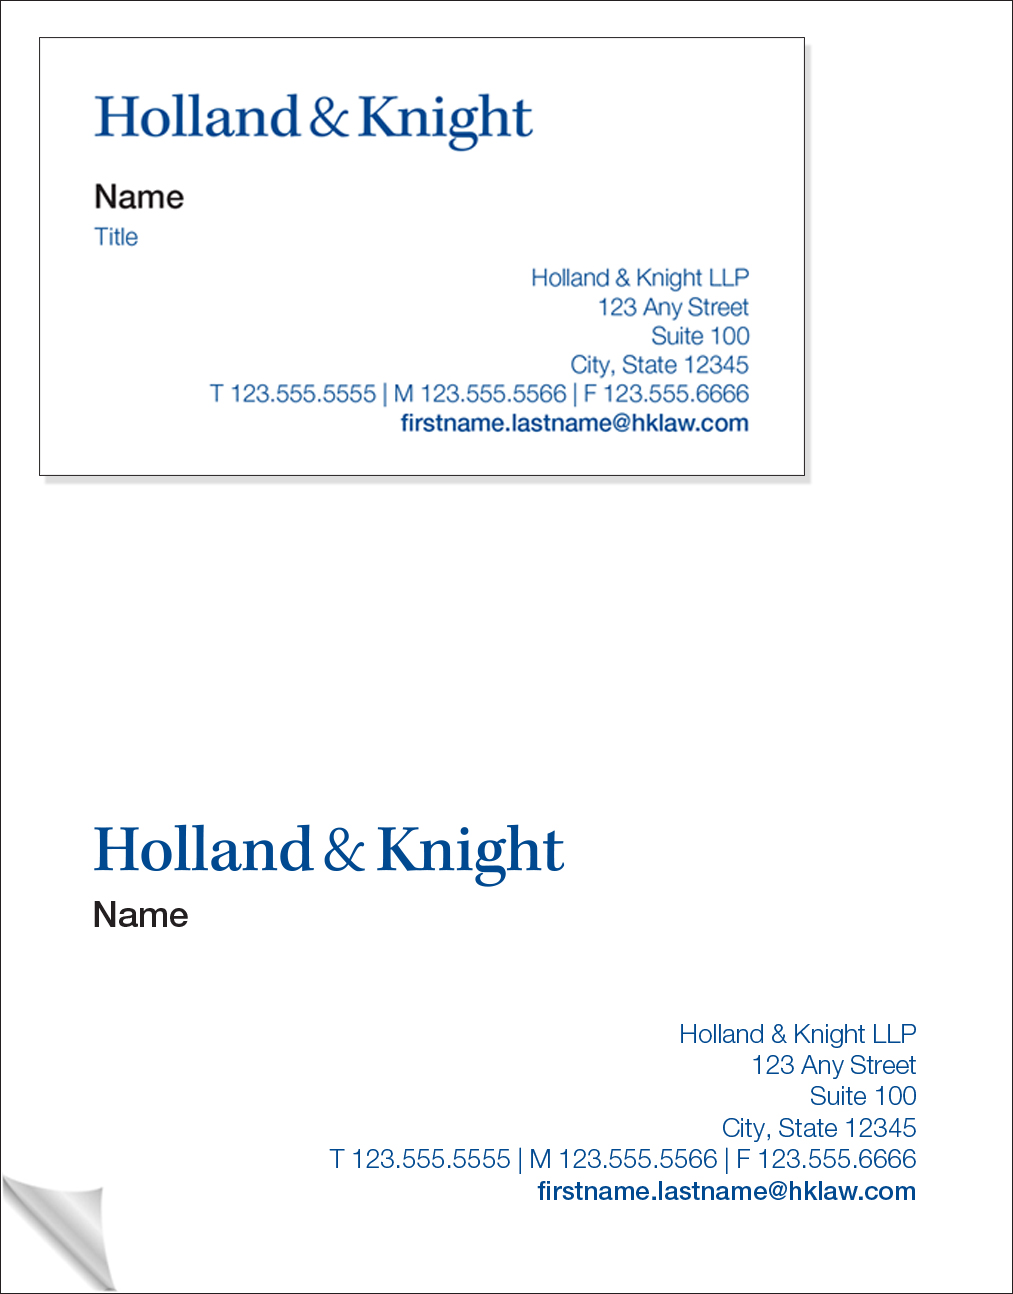 Holland & Knight
Name
Title
Holland & Knight LLP
123 Any Street
Suite 100
City, State 12345
T 123.555.5555 | M 123.555.5566 | F 123.555.6666
firstname.lastname@hklaw.com
Holland & Knight
Name
Holland & Knight LLP
123 Any Street
Suite 100
City, State 12345
T 123.555.5555 | M 123.555.5566 | F 123.555.6666
firstname.lastname@hklaw.com